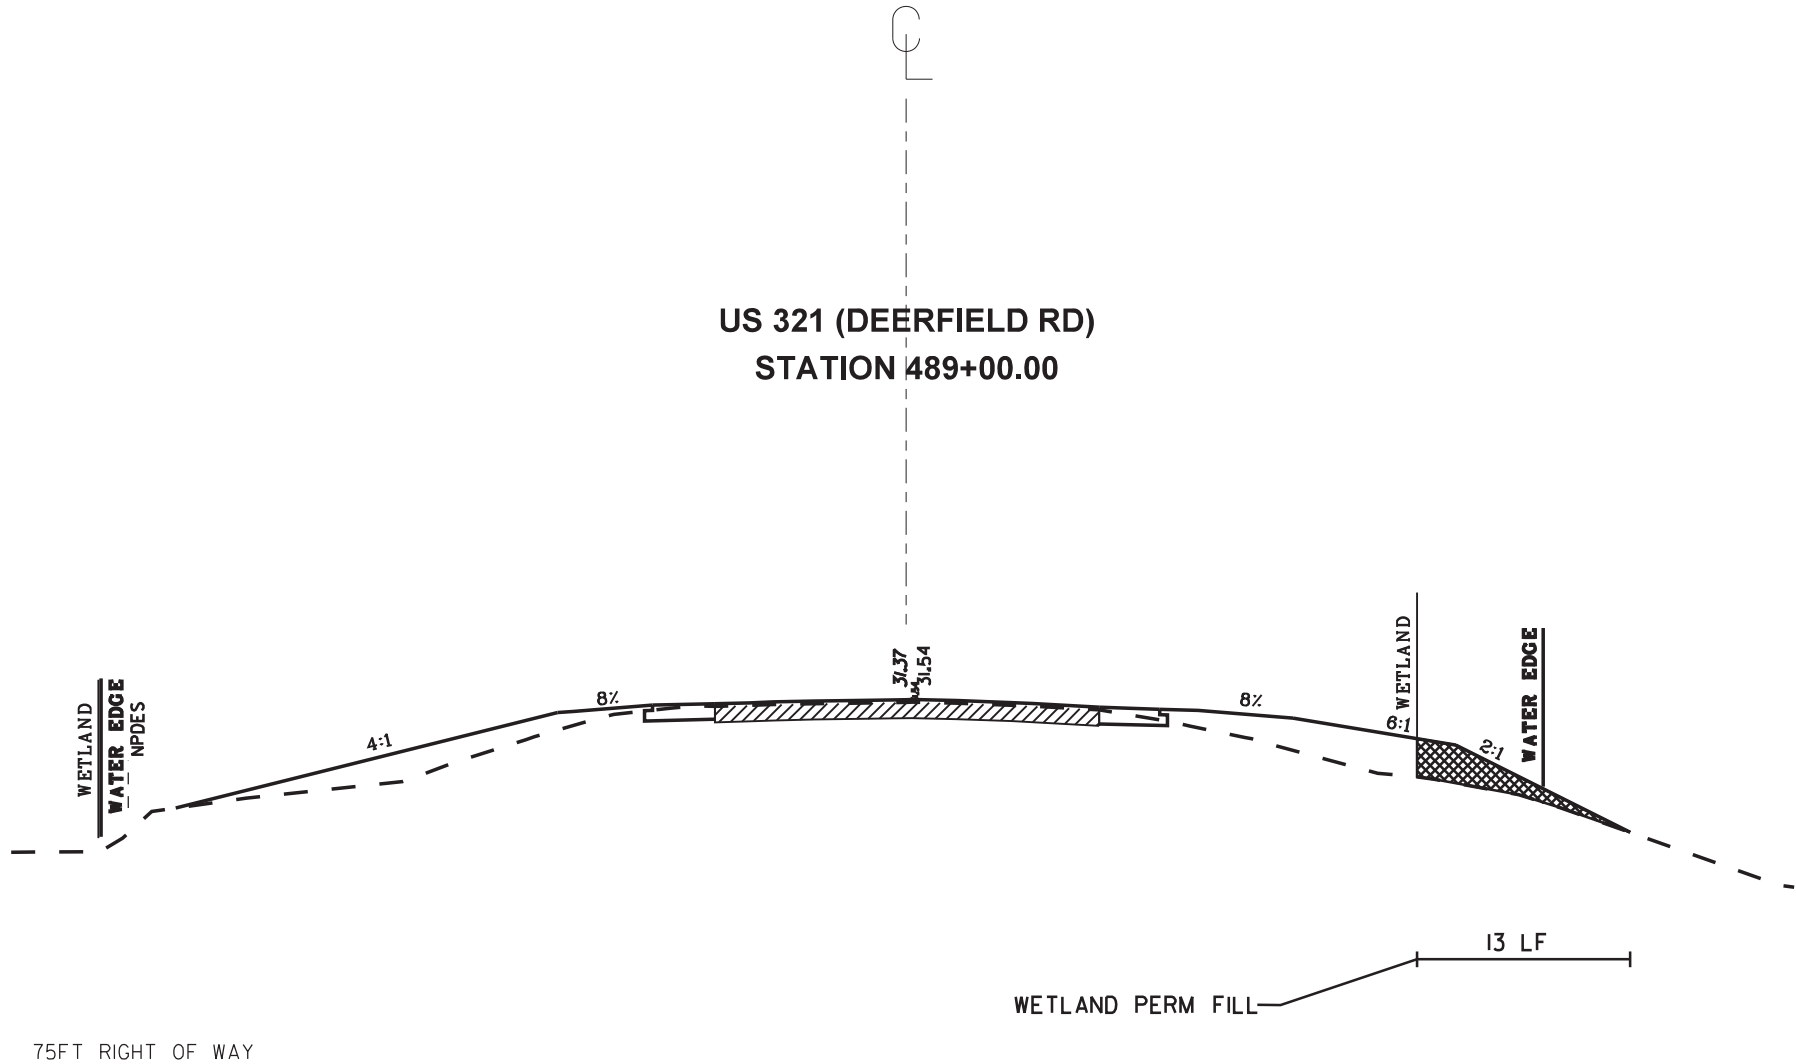 CL
US 321 (DEERFIELD RD)
STATION 489+00.00
31.37
31.54
WETLAND
WATER EDGE
NPDES
4:1
8%
8%
6:1
WETLAND
2:1
WATER EDGE
13 LF
WETLAND PERM FILL
75FT RIGHT OF WAY